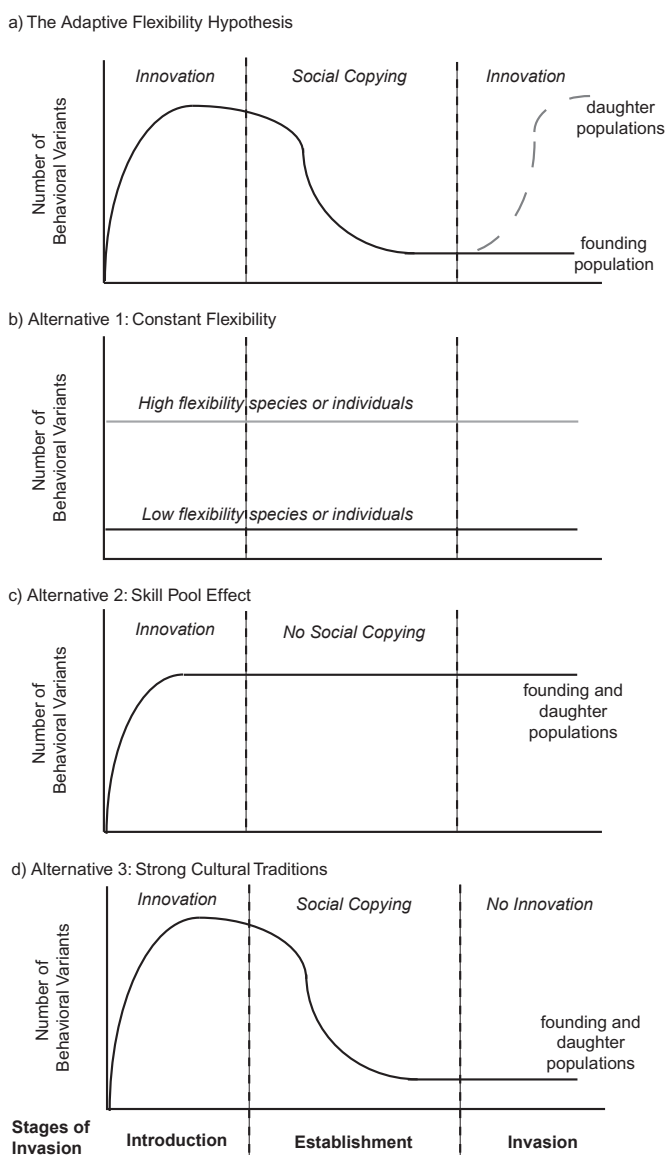 a) The Adaptive Flexibility Hypothesis
Innovation
Social Copying
Innovation
Number of
Behavioral Variants
daughter
populations
founding
population
b) Alternative 1: Constant Flexibility
Number of
Behavioral Variants
High flexibility species or individuals
Low flexibility species or individuals
c) Alternative 2: Skill Pool Effect
Innovation
No Social Copying
Number of
Behavioral Variants
founding and
daughter
populations
d) Alternative 3: Strong Cultural Traditions
Innovation
Social Copying
No Innovation
Number of
Behavioral Variants
founding and
daughter
populations
Stages of
Invasion
Introduction
Establishment
Invasion